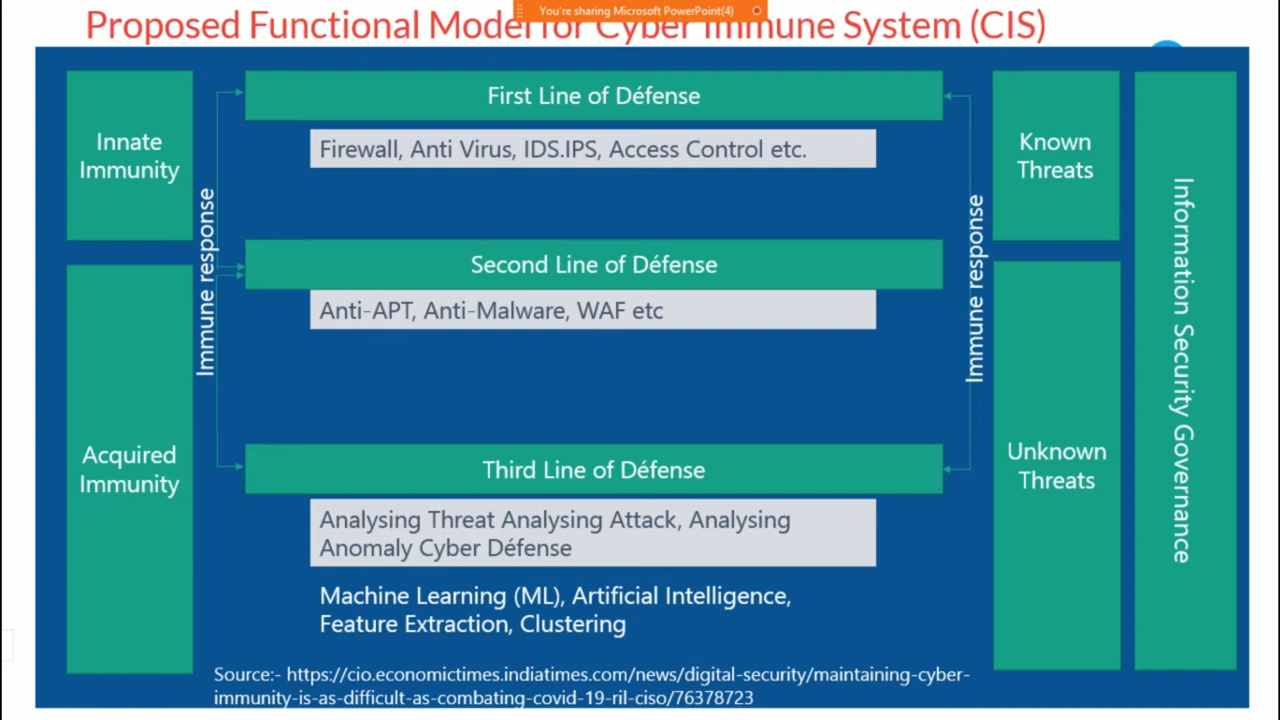 You're sharing Microsoft PowerPoint(4)
Proposed Functional Model for Cyber Immune System (CIS)
Innate
Immunity
Acquired
Immunity
Immune response
First Line of Défense
Firewall, Anti Virus, IDS.IPS, Access Control etc.
Second Line of Défense
Anti-APT, Anti-Malware, WAF etc
Third Line of Défense
Analysing Threat Analysing Attack, Analysing
Anomaly Cyber Défense
Machine Learning (ML), Artificial Intelligence,
Feature Extraction, Clustering
Immune response
Known
Threats
Unknown
Threats
Information Security Governance
Source:- https://cio.economictimes.indiatimes.com/news/digital-security/maintaining-cyber-
immunity-is-as-difficult-as-combating-covid-19-ril-ciso/76378723